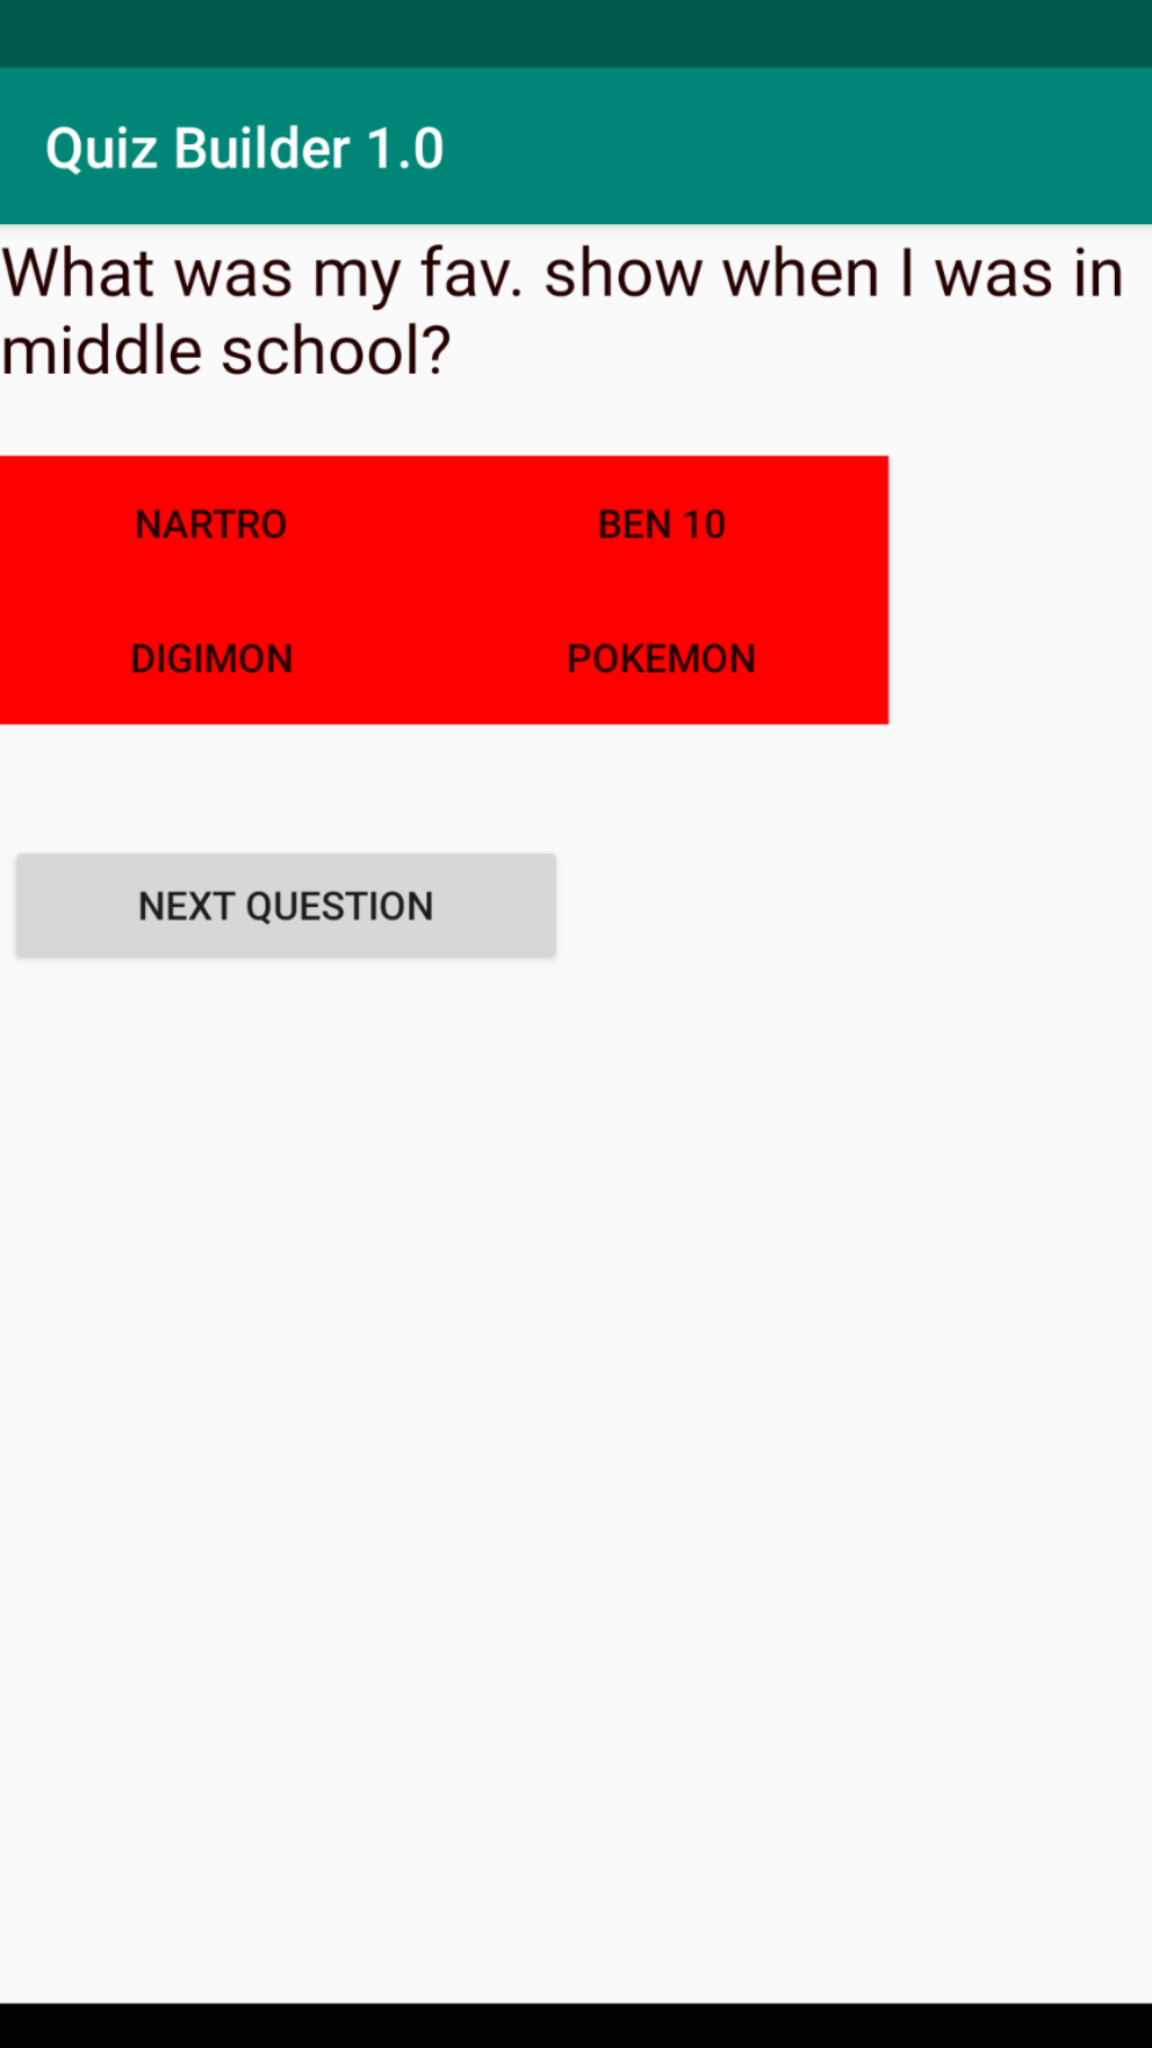 Quiz Builder 1.0
What was my fav. show when I was in
middle school?
NARTRO BEN 10
DIGIMON POKEMON
NEXT QUESTION